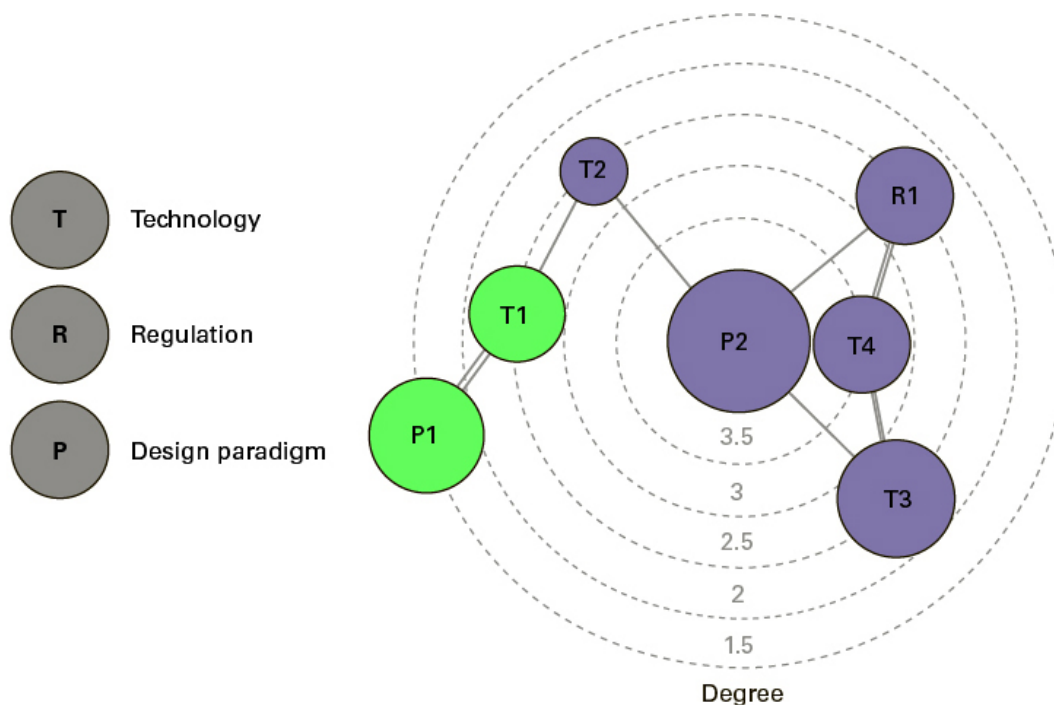 T Technology
R Regulation
P Design paradigm
T2
R1
T1
P2
T4
P1
3.5
3
T3
2.5
2
1.5
Degree